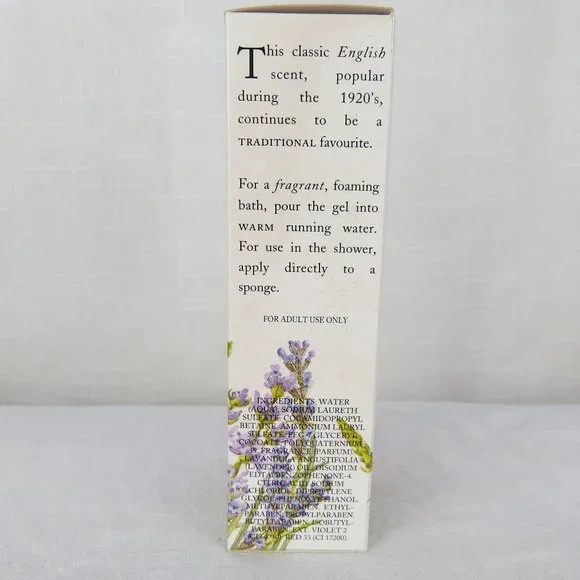 This classic English
scent, popular
during the 1920's,
continues to be a
TRADITIONAL favourite.
For a fragrant, foaming
bath, pour the gel into
WARM running water.
For use in the shower,
apply directly to a
sponge.
FOR ADULT USE ONLY
INGREDIENTS: WATER
(AQUA), SODIUM LAURETH
SULFATE, COCAMIDOPROPYL
BETAINE, AMMONIUM LAURYL
SULFATE, GLYCERYL
COCOATE, POLYQUATERNIUM
FRAGRANCE (PARFUM),
LAVANDULA ANGUSTIFOLIA
(LAVENDER) OIL, DISODIUM
EDTA, BENZOPHENONE-4
CITRIC ACID, SODIUM
CHLORIDE, DIPROPYLENE
GLYCOL, PHENOXYETHANOL,
METHYLPARABEN, ETHYL-
PARABEN, PROPYLPARABEN,
BUTYLPARABEN, ISOBUTYL-
PARABEN, EXT. VIOLET 2
RED 33 (CI 17200).